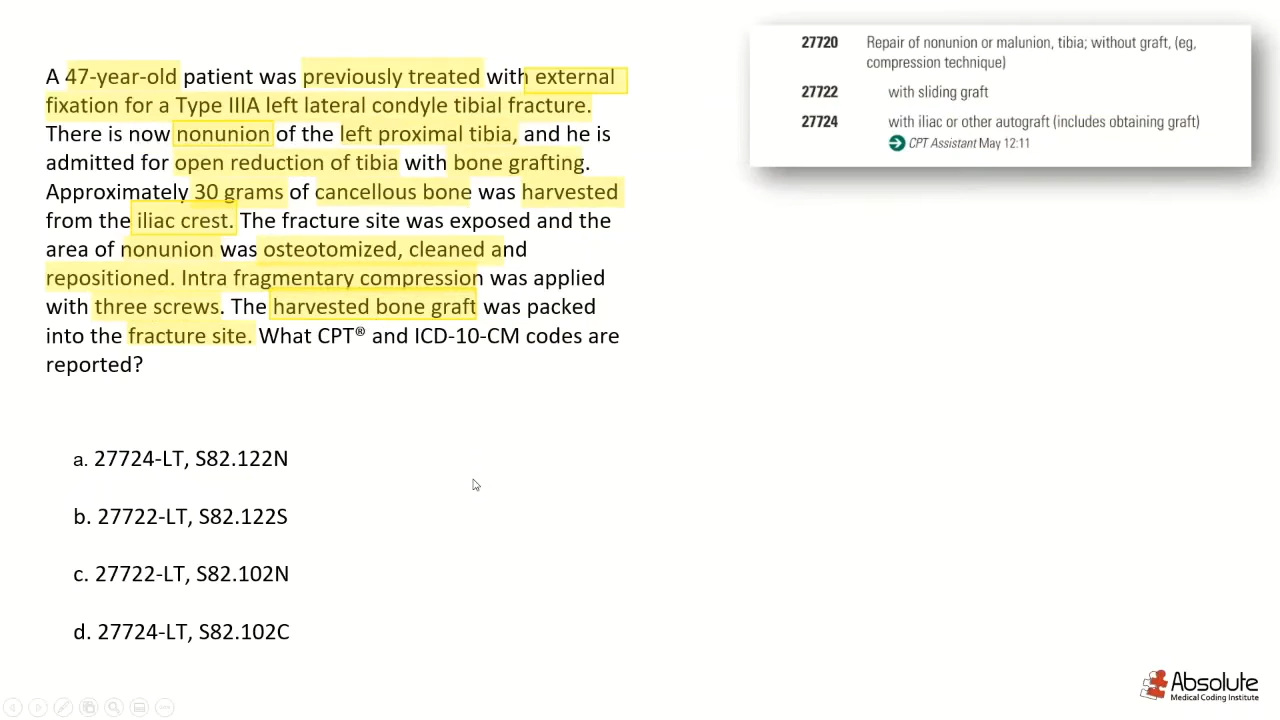 A 47-year-old patient was previously treated with external
fixation for a Type IIIA left lateral condyle tibial fracture.
There is now nonunion of the left proximal tibia, and he is
admitted for open reduction of tibia with bone grafting.
Approximately 30 grams of cancellous bone was harvested
from the iliac crest. The fracture site was exposed and the
area of nonunion was osteotomized, cleaned and
repositioned. Intra fragmentary compression was applied
with three screws. The harvested bone graft was packed
into the fracture site. What CPT® and ICD-10-CM codes are
reported?
a. 27724-LT, S82.122N
b. 27722-LT, S82.122S
c. 27722-LT, S82.102N
d. 27724-LT, S82.102C
27720 Repair of nonunion or malunion, tibia; without graft, (eg,
compression technique)
27722 with sliding graft
27724 with iliac or other autograft (includes obtaining graft)
CPT Assistant May 12:11
Absolute
Medical Coding Institute